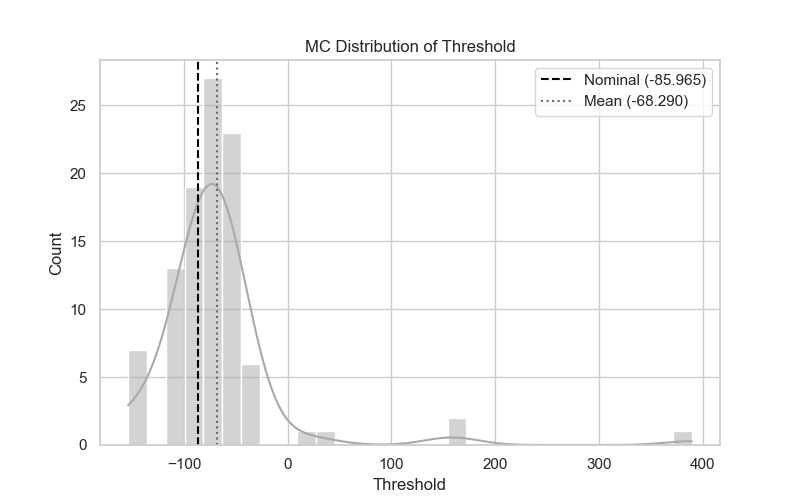 MC Distribution of Threshold
Nominal (-85.965)
Mean (-68.290)
Count
25
20
15
10
5
0
−100
0
100
200
300
400
Threshold